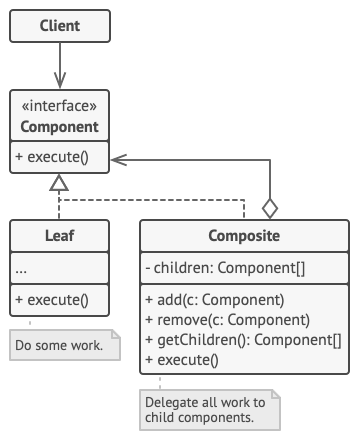 Client
«interface»
Component
+ execute()
Leaf
...
+ execute()
Do some work.
Composite
- children: Component[]
+ add(c: Component)
+ remove(c: Component)
+ getChildren(): Component[]
+ execute()
Delegate all work to
child components.